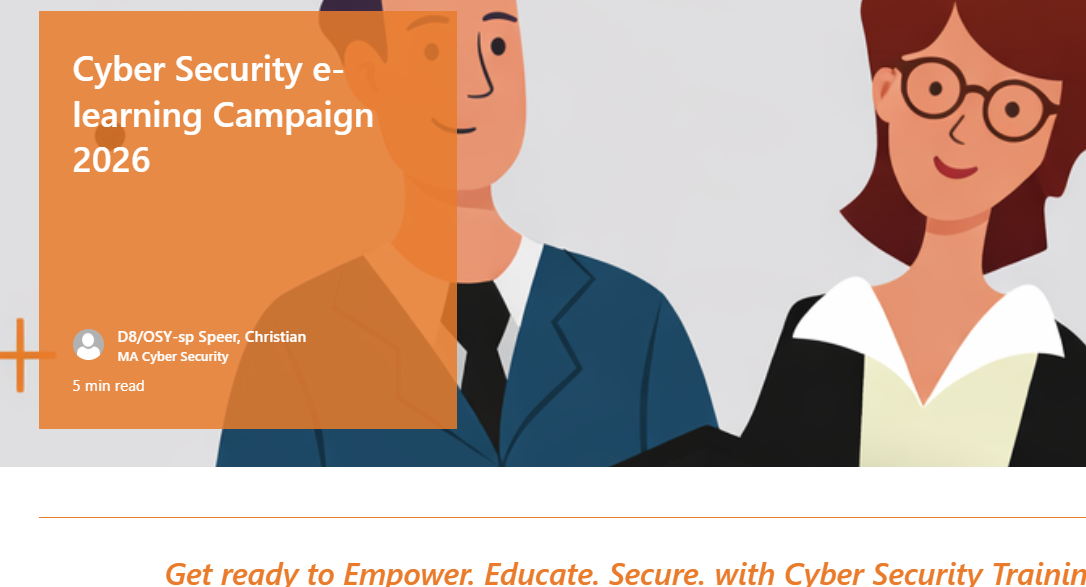 Cyber Security e-
learning Campaign
2026
D8/OSY-sp Speer, Christian
MA Cyber Security
5 min read
Get ready to Empower. Educate. Secure. with Cyber Security